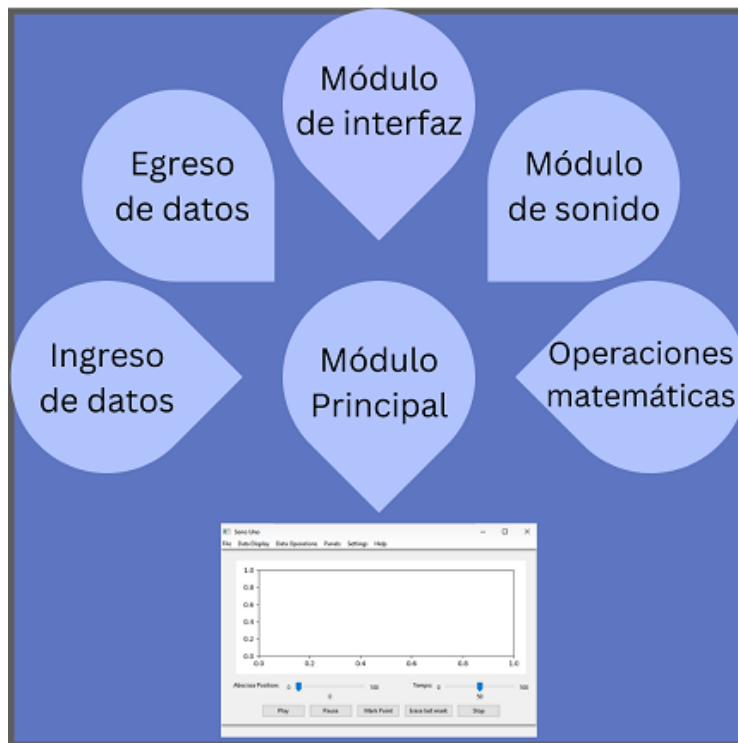 Módulo
de interfaz
Egreso
de datos
Módulo
de sonido
Ingreso
de datos
Módulo
Principal
Operaciones
matemáticas
Sono Uno
File Data Display Data Operations Panels Settings Help
1.0
0.8
0.6
0.4
0.2
0.0
0.0 0.2 0.4 0.6 0.8 1.0
Abscissa Position: 0 100 Tempo: 0 100
0 50
Play Pause Mark Point Erase last mark Stop